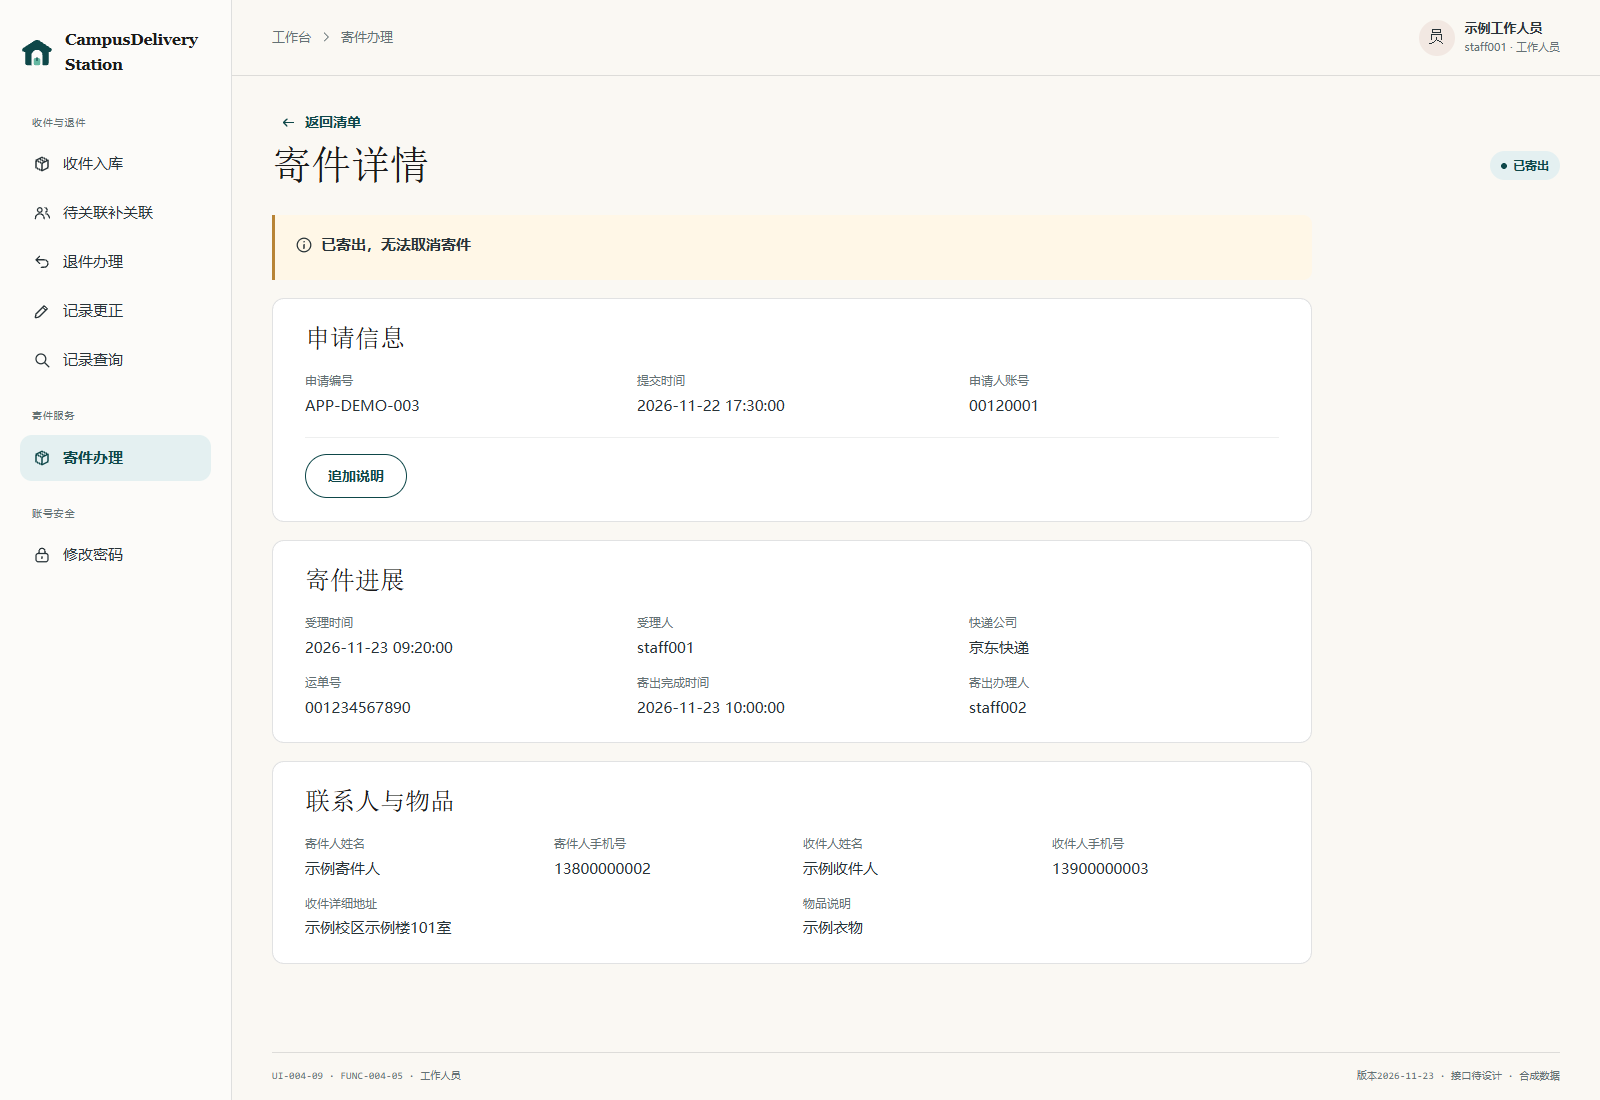 CampusDelivery
Station
收件与退件
收件入库
待关联补关联
退件办理
记录更正
记录查询
寄件服务
寄件办理
账号安全
修改密码
工作台 > 寄件办理
员
示例工作人员
staff001 · 工作人员
← 返回清单
寄件详情
已寄出
已寄出，无法取消寄件
申请信息
申请编号 提交时间 申请人账号
APP-DEMO-003 2026-11-22 17:30:00 00120001
追加说明
寄件进展
受理时间 受理人 快递公司
2026-11-23 09:20:00 staff001 京东快递
运单号 寄出完成时间 寄出办理人
001234567890 2026-11-23 10:00:00 staff002
联系人与物品
寄件人姓名 寄件人手机号 收件人姓名 收件人手机号
示例寄件人 13800000002 示例收件人 13900000003
收件详细地址 物品说明
示例校区示例楼101室 示例衣物
UI-004-09 · FUNC-004-05 · 工作人员
版本2026-11-23 · 接口待设计 · 合成数据